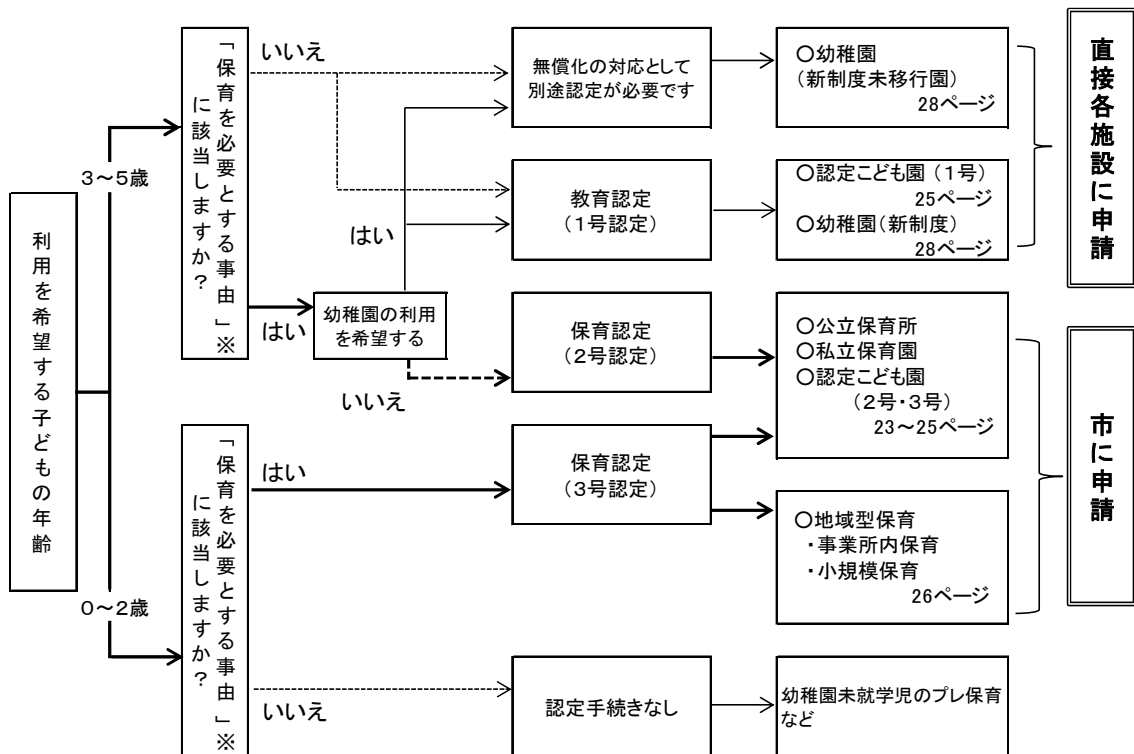 利用を希望する子どもの年齢
3～5歳
0～2歳
「保育を必要とする事由」※
に該当しますか？
いいえ
はい
幼稚園の利用
を希望する
はい
いいえ
無償化の対応として
別途認定が必要です
教育認定
（1号認定）
保育認定
（2号認定）
○幼稚園
（新制度未移行園）
28ページ
○認定こども園（1号）
25ページ
○幼稚園（新制度）
28ページ
直接各施設に申請
○公立保育所
○私立保育園
○認定こども園
（2号・3号）
23～25ページ
「保育を必要とする事由」※
に該当しますか？
はい
いいえ
保育認定
（3号認定）
○地域型保育
・事業所内保育
・小規模保育
26ページ
市に申請
認定手続きなし
幼稚園未就学児のプレ保育
など